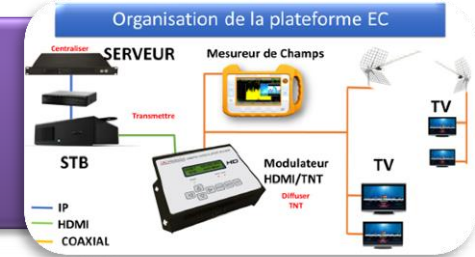 Organisation de la plateforme EC
Centraliser
SERVEUR
Mesureur de Champs
Transmettre
TV
STB
Modulateur
HDMI/TNT
Diffuser
TNT
TV
IP
HDMI
COAXIAL
HD